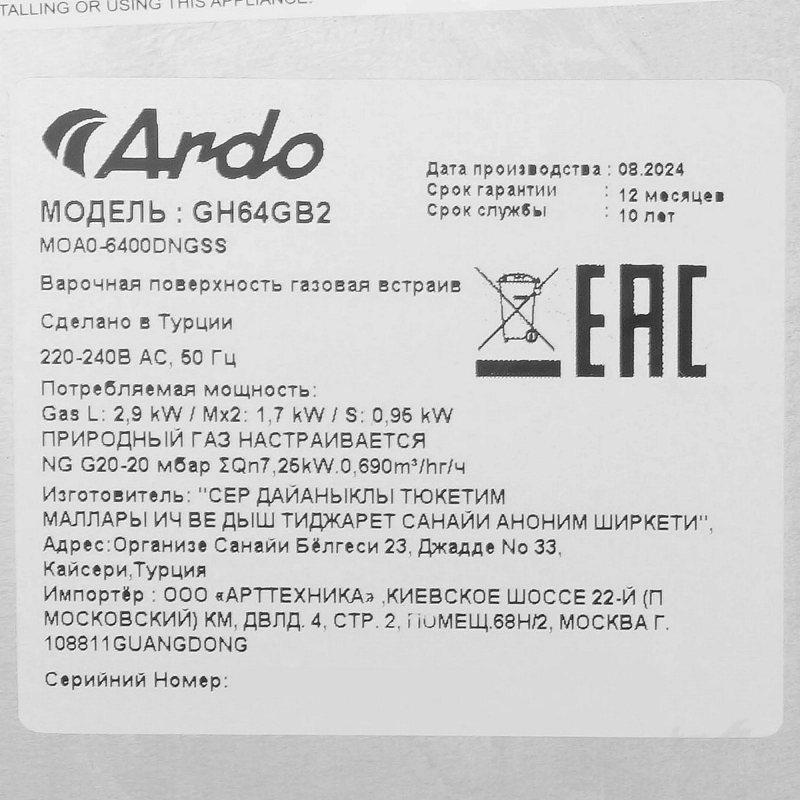 TALLING OR USING THIS APPLIANCE.
Ardo
МОДЕЛЬ : GH64GB2
MOA0-6400DNGSS
Дата производства : 08.2024
Срок гарантии : 12 месяцев
Срок службы : 10 лет
Варочная поверхность газовая встраив
Сделано в Турции
220-240В AC, 50 Гц
EAC
Потребляемая мощность:
Gas L: 2,9 kW / Mx2: 1,7 kW / S: 0,95 kW
ПРИРОДНЫЙ ГАЗ НАСТРАИВАЕТСЯ
NG G20-20 мбар ΣQn7,25kW.0,690m³/hr/ч
Изготовитель: "СЕР ДАЙАНЫКЛЫ ТЮКЕТИМ
МАЛЛАРЫ ИЧ ВЕ ДЫШ ТИДЖАРЕТ САНАЙИ АНОНИМ ШИРКЕТИ",
Адрес:Организе Санайи Бёлгеси 23, Джадде No 33,
Кайсери,Турция
Импортёр : ООО «АРТТЕХНИКА» ,КИЕВСКОЕ ШОССЕ 22-Й (П
МОСКОВСКИЙ) КМ, ДВЛД. 4, СТР. 2, ПОМЕЩ.68Н/2, МОСКВА Г.
108811GUANGDONG
Серийний Номер: